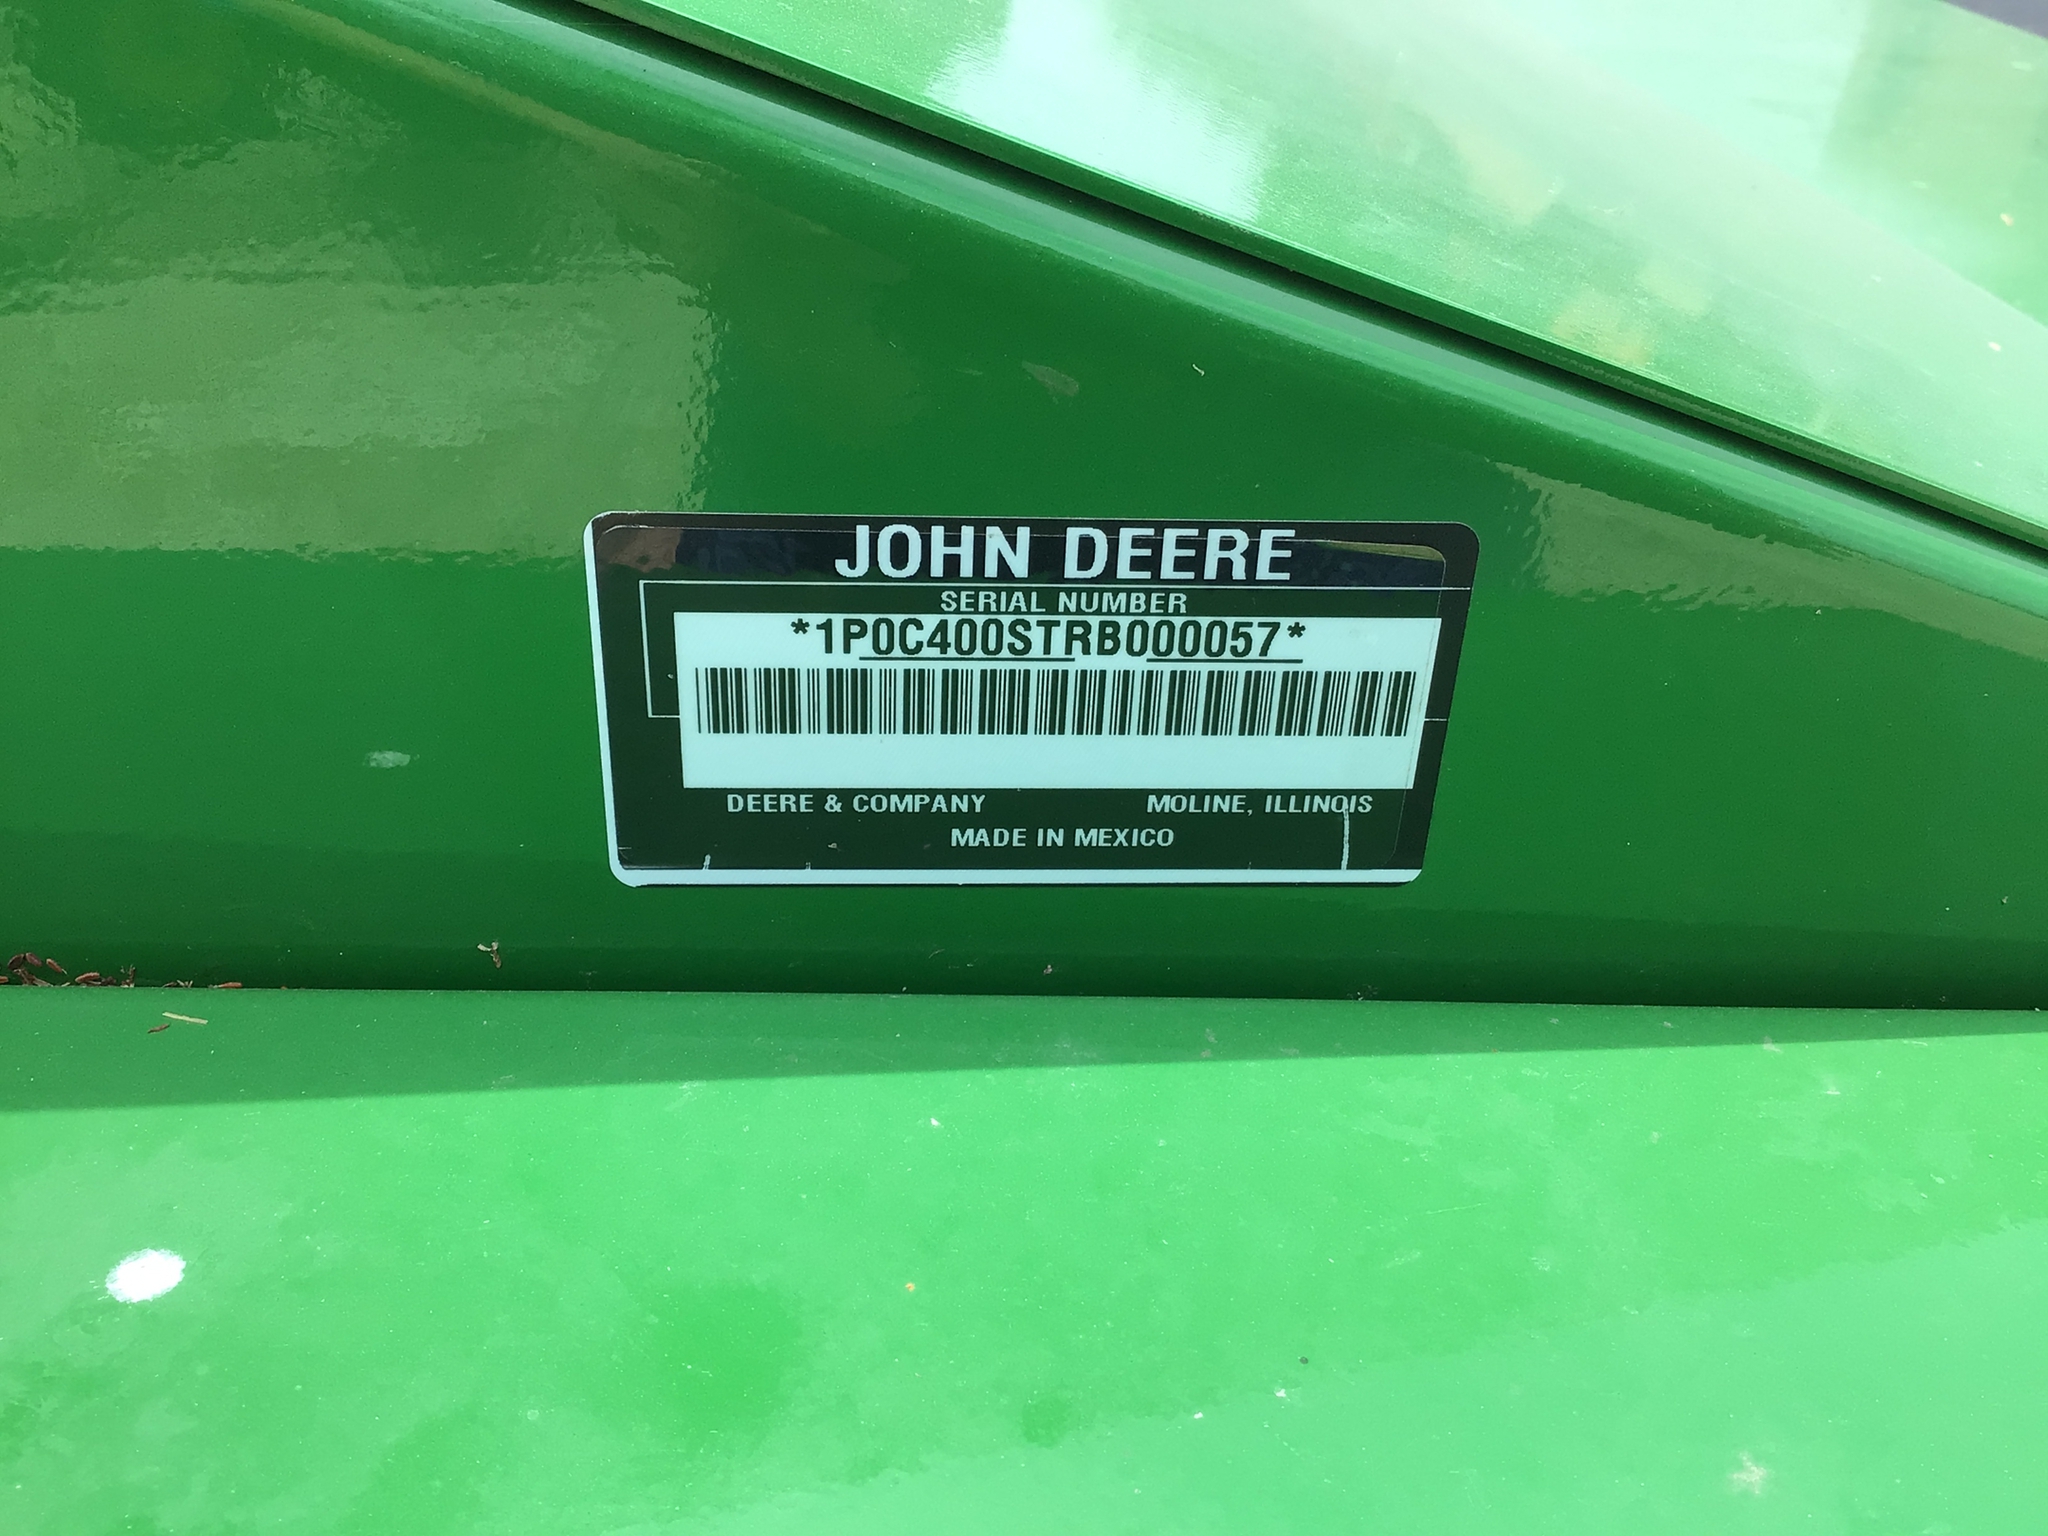 JOHN DEERE
SERIAL NUMBER
*1P0C400STRB000057*
DEERE & COMPANY MOLINE, ILLINOIS
MADE IN MEXICO